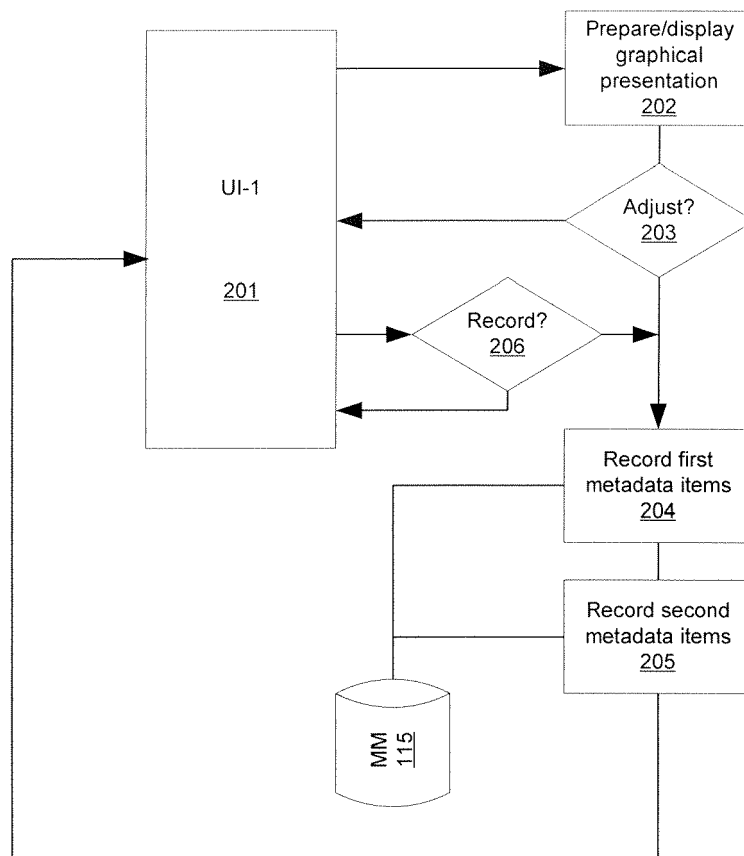 Prepare/display
graphical
presentation
202
UI-1
Adjust?
203
201
Record?
206
Record first
metadata items
204
Record second
metadata items
205
MM
115